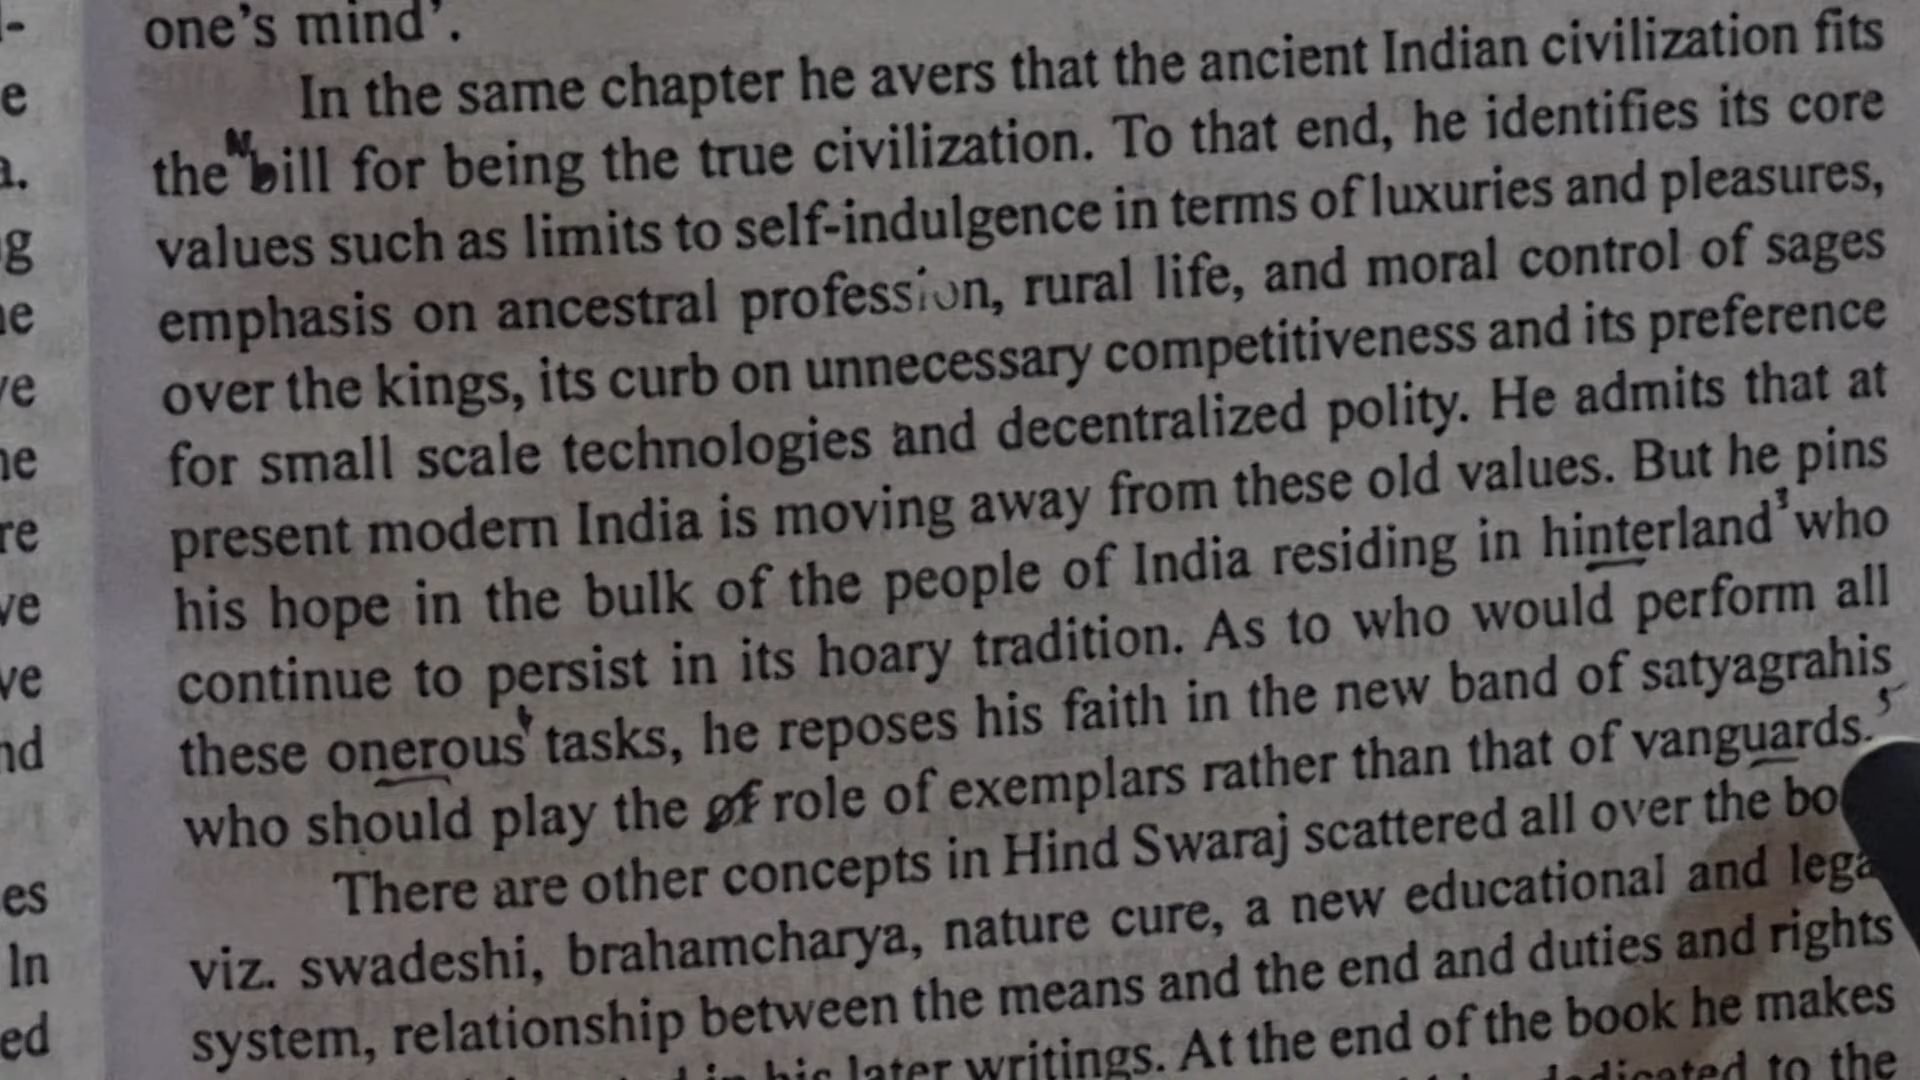 one's mind'.
In the same chapter he avers that the ancient Indian civilization fits
the bill for being the true civilization. To that end, he identifies its core
values such as limits to self-indulgence in terms of luxuries and pleasures,
emphasis on ancestral profession, rural life, and moral control of sages
over the kings, its curb on unnecessary competitiveness and its preference
for small scale technologies and decentralized polity. He admits that at
present modern India is moving away from these old values. But he pins
his hope in the bulk of the people of India residing in hinterland who
continue to persist in its hoary tradition. As to who would perform all
these onerous tasks, he reposes his faith in the new band of satyagrahis
who should play the of role of exemplars rather than that of vanguards.
There are other concepts in Hind Swaraj scattered all over the
viz. swadeshi, brahamcharya, nature cure, a new educational and
system, relationship between the means and the end and duties and rights
in his later writings. At the end of the book he makes
to the